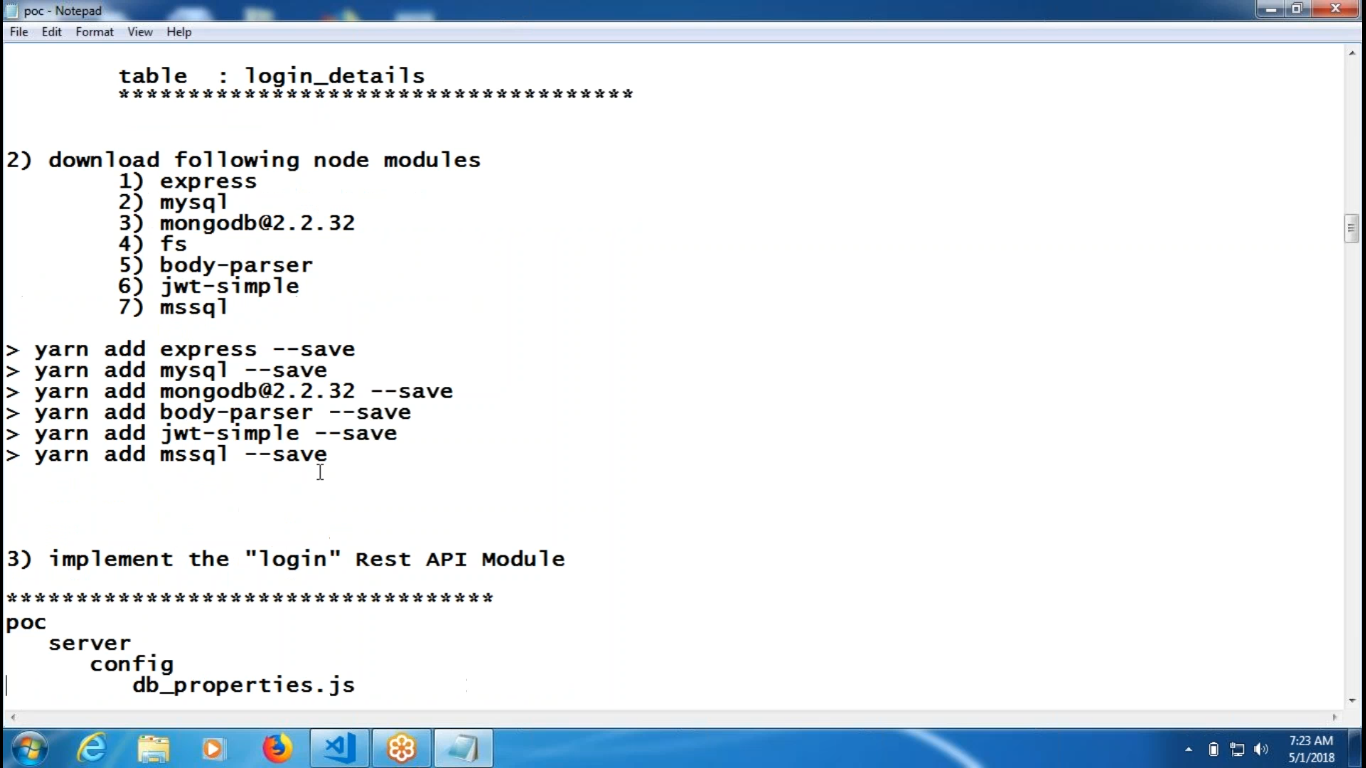 poc - Notepad
File Edit Format View Help
table : login_details
*************************************
2) download following node modules
1) express
2) mysql
3) mongodb@2.2.32
4) fs
5) body-parser
6) jwt-simple
7) mssql
> yarn add express --save
> yarn add mysql --save
> yarn add mongodb@2.2.32 --save
> yarn add body-parser --save
> yarn add jwt-simple --save
> yarn add mssql --save
3) implement the "login" Rest API Module
***********************************
poc
server
config
db_properties.js
7:23 AM
5/1/2018